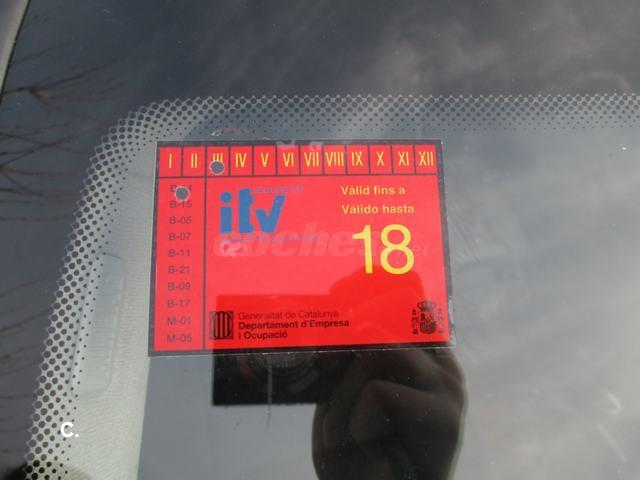 I II III IV V VI VII VIII IX X XI XII
B-15
B-05
B-07
B-11
B-21
B-09
B-17
M-01
M-05
itv
Vàlid fins a
Válido hasta
18
coches.net
Generalitat de Catalunya
Departament d'Empresa
i Ocupació
c.